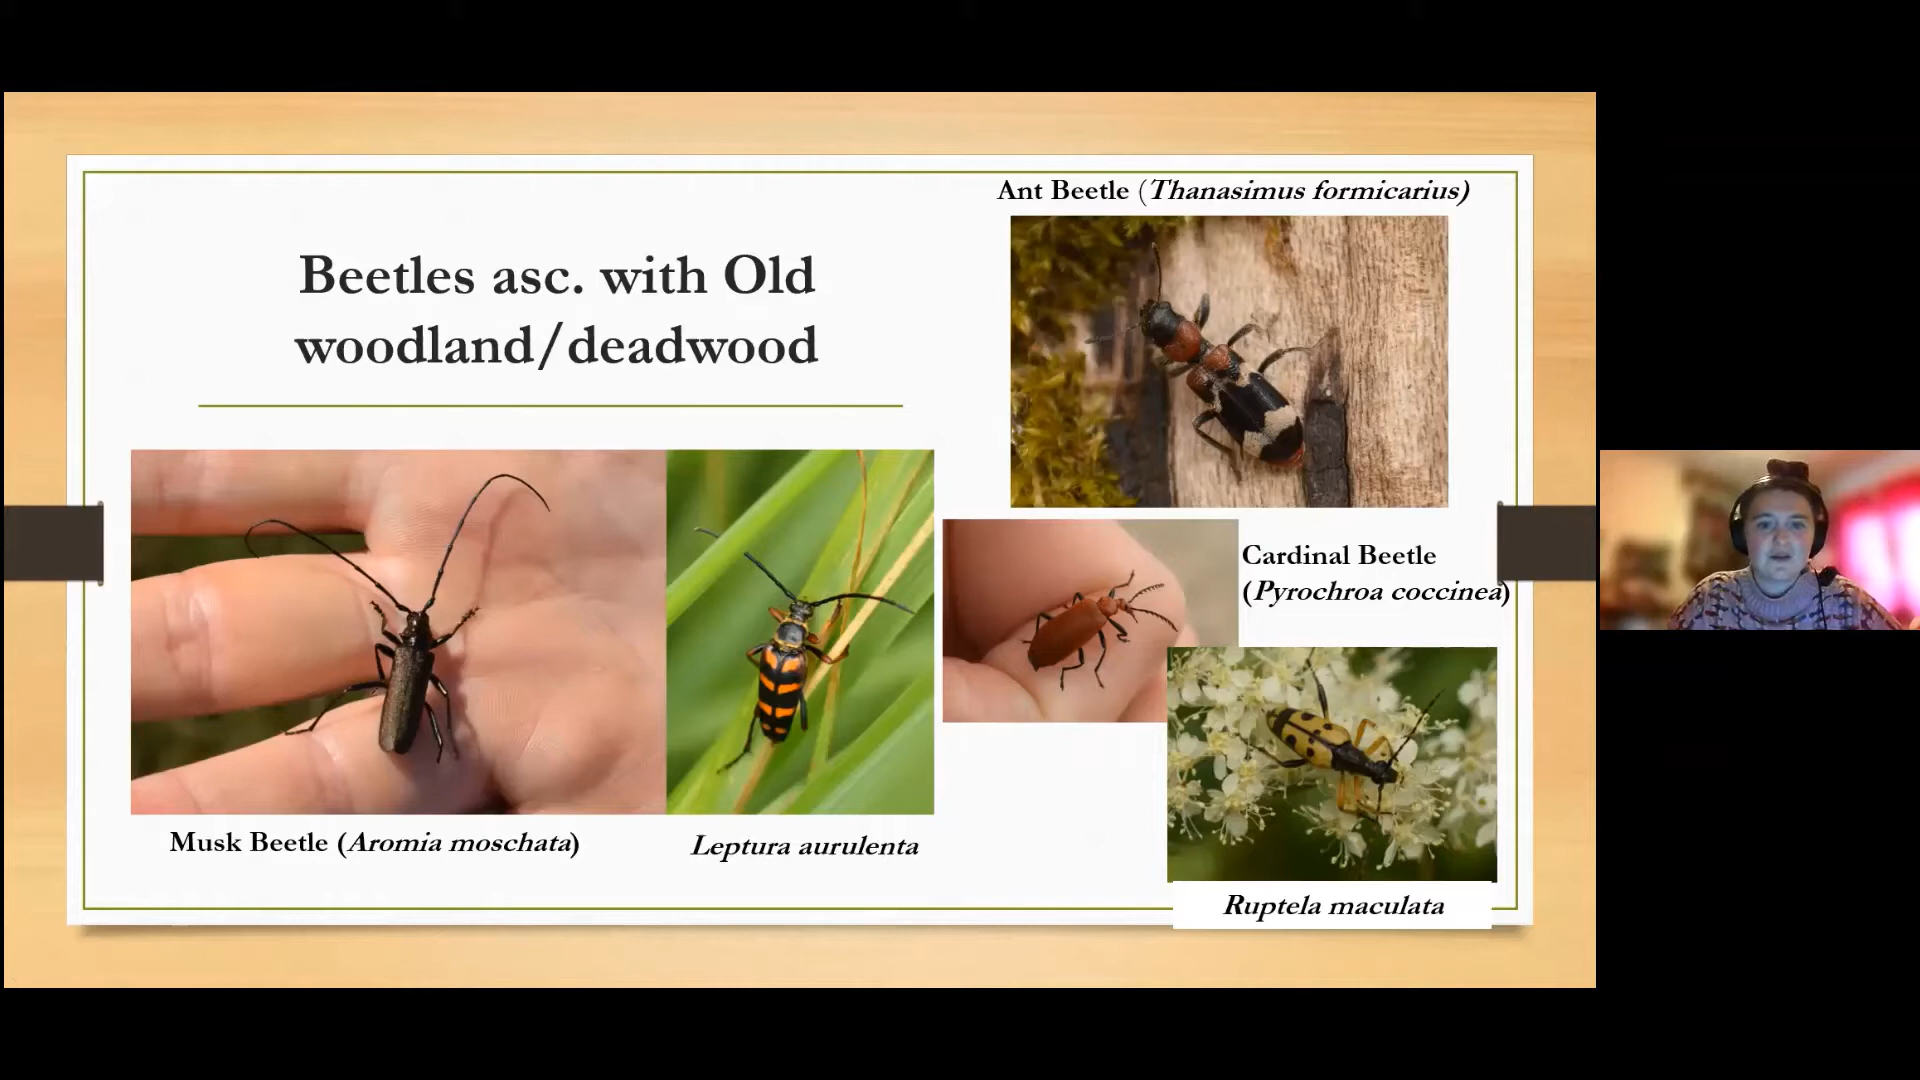 Ant Beetle (Thanasimus formicarius)
Beetles asc. with Old
woodland/deadwood
Cardinal Beetle
(Pyrochroa coccinea)
Musk Beetle (Aromia moschata)
Leptura aurulenta
Ruptela maculata